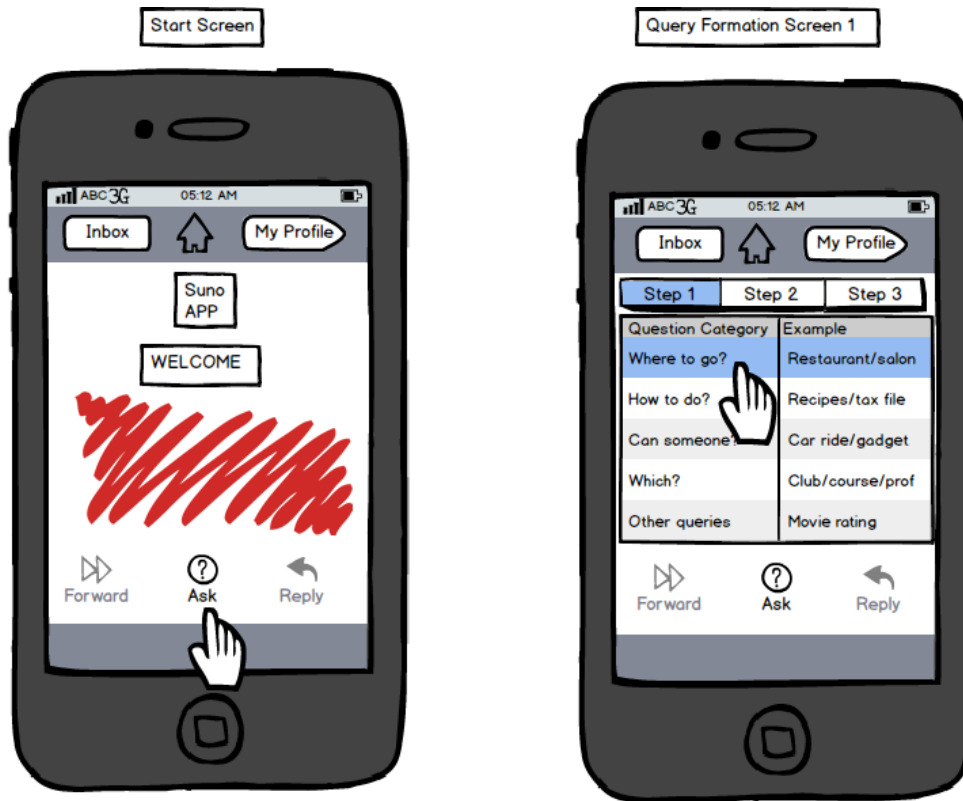 Start Screen
ABC 3G 05:12 AM
Inbox My Profile
Suno
APP
WELCOME
Forward Ask Reply
Query Formation Screen 1
ABC 3G 05:12 AM
Inbox My Profile
Step 1 Step 2 Step 3
Question Category Example
Where to go? Restaurant/salon
How to do? Recipes/tax file
Can someone? Car ride/gadget
Which? Club/course/prof
Other queries Movie rating
Forward Ask Reply